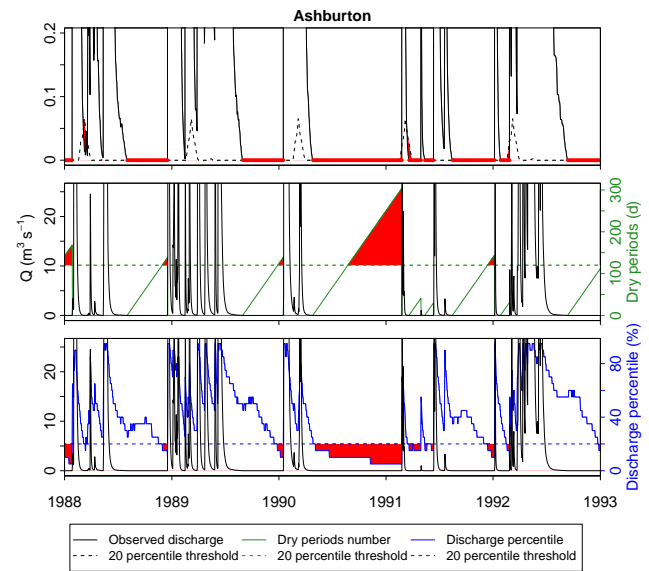 Ashburton
0.2
0.1
0
Q (m³ s⁻¹)
20
10
0
300
200
100
0
Dry periods (d)
20
10
0
80
40
20
0
Discharge percentile (%)
1988 1989 1990 1991 1992 1993
Observed discharge Dry periods number Discharge percentile
20 percentile threshold 20 percentile threshold 20 percentile threshold